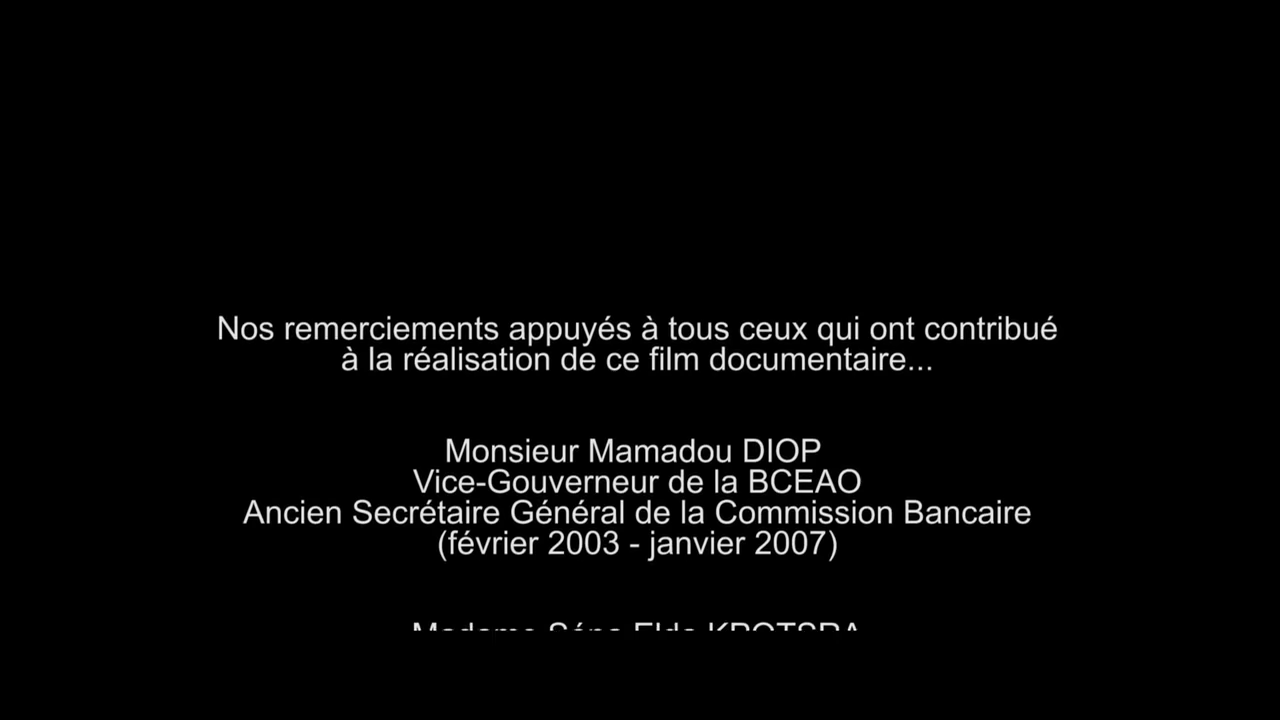 Nos remerciements appuyés à tous ceux qui ont contribué
à la réalisation de ce film documentaire...
Monsieur Mamadou DIOP
Vice-Gouverneur de la BCEAO
Ancien Secrétaire Général de la Commission Bancaire
(février 2003 - janvier 2007)
Madame